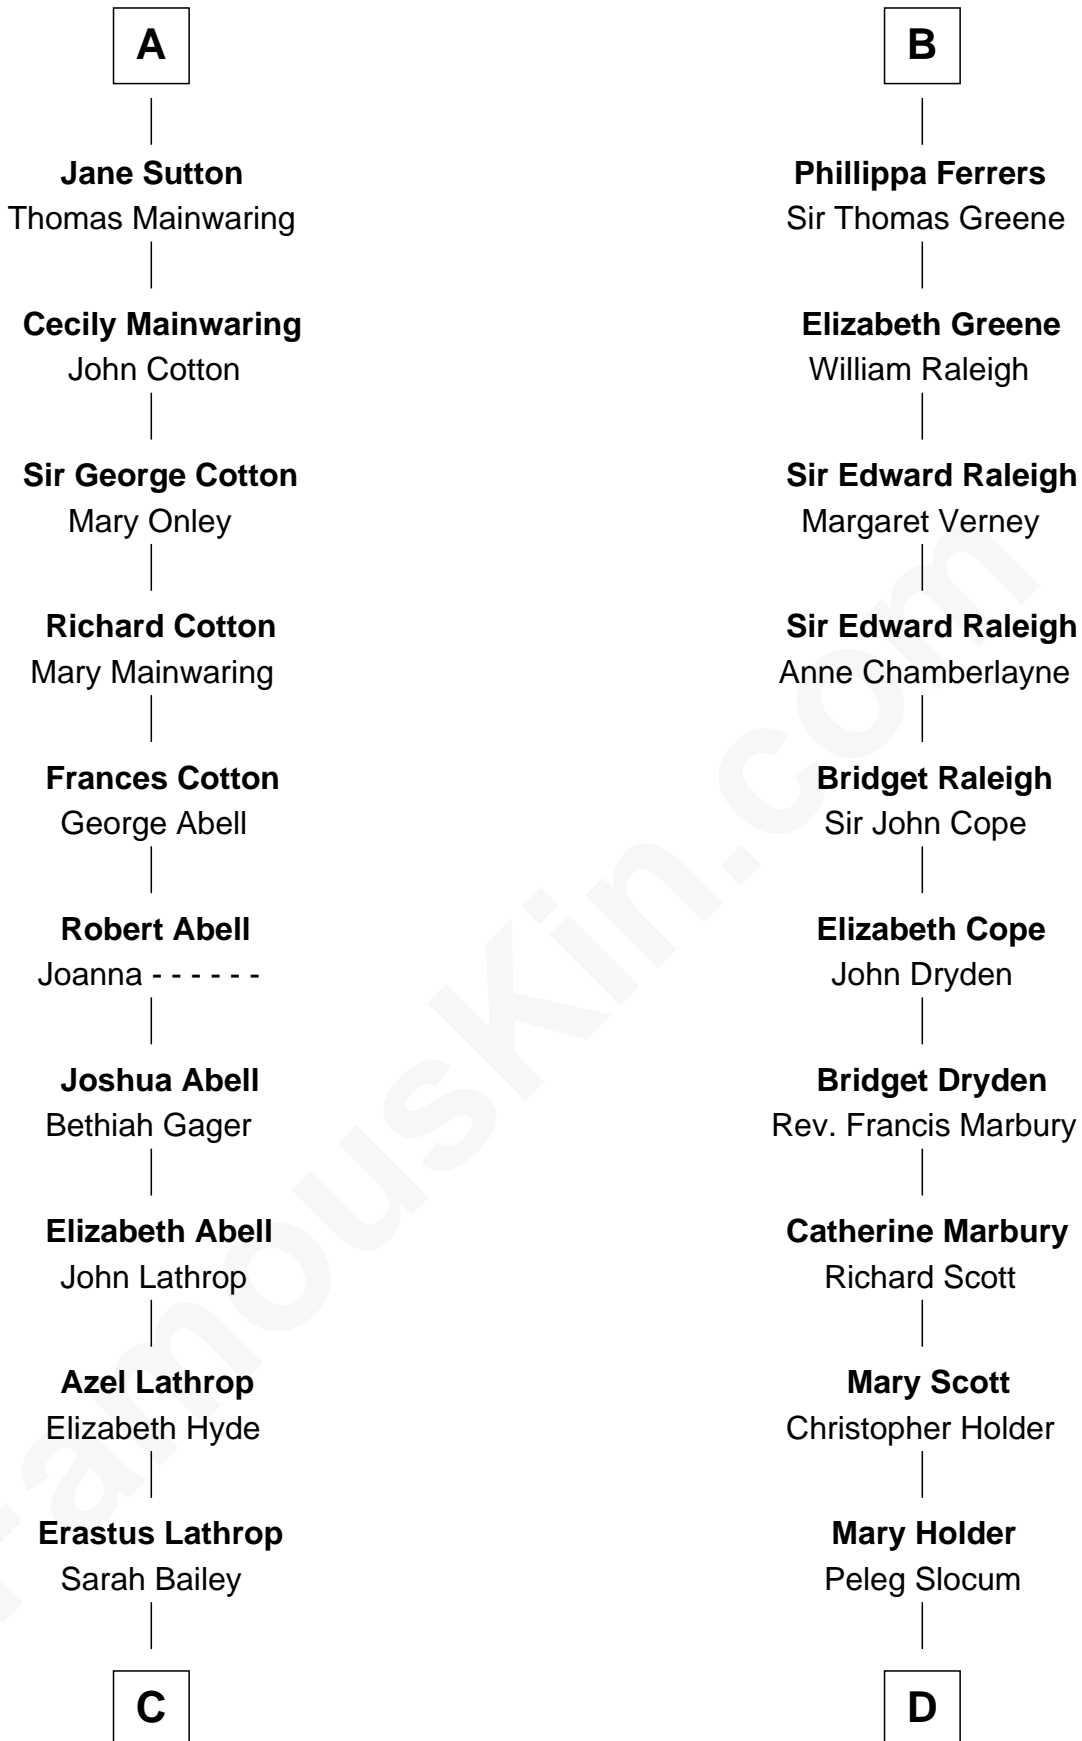 A
Jane Sutton
Thomas Mainwaring
Cecily Mainwaring
John Cotton
Sir George Cotton
Mary Onley
Richard Cotton
Mary Mainwaring
Frances Cotton
George Abell
Robert Abell
Joanna - - - - - -
Joshua Abell
Bethiah Gager
Elizabeth Abell
John Lathrop
Azel Lathrop
Elizabeth Hyde
Erastus Lathrop
Sarah Bailey
C
B
Phillippa Ferrers
Sir Thomas Greene
Elizabeth Greene
William Raleigh
Sir Edward Raleigh
Margaret Verney
Sir Edward Raleigh
Anne Chamberlayne
Bridget Raleigh
Sir John Cope
Elizabeth Cope
John Dryden
Bridget Dryden
Rev. Francis Marbury
Catherine Marbury
Richard Scott
Mary Scott
Christopher Holder
Mary Holder
Peleg Slocum
D
FamousKin.com